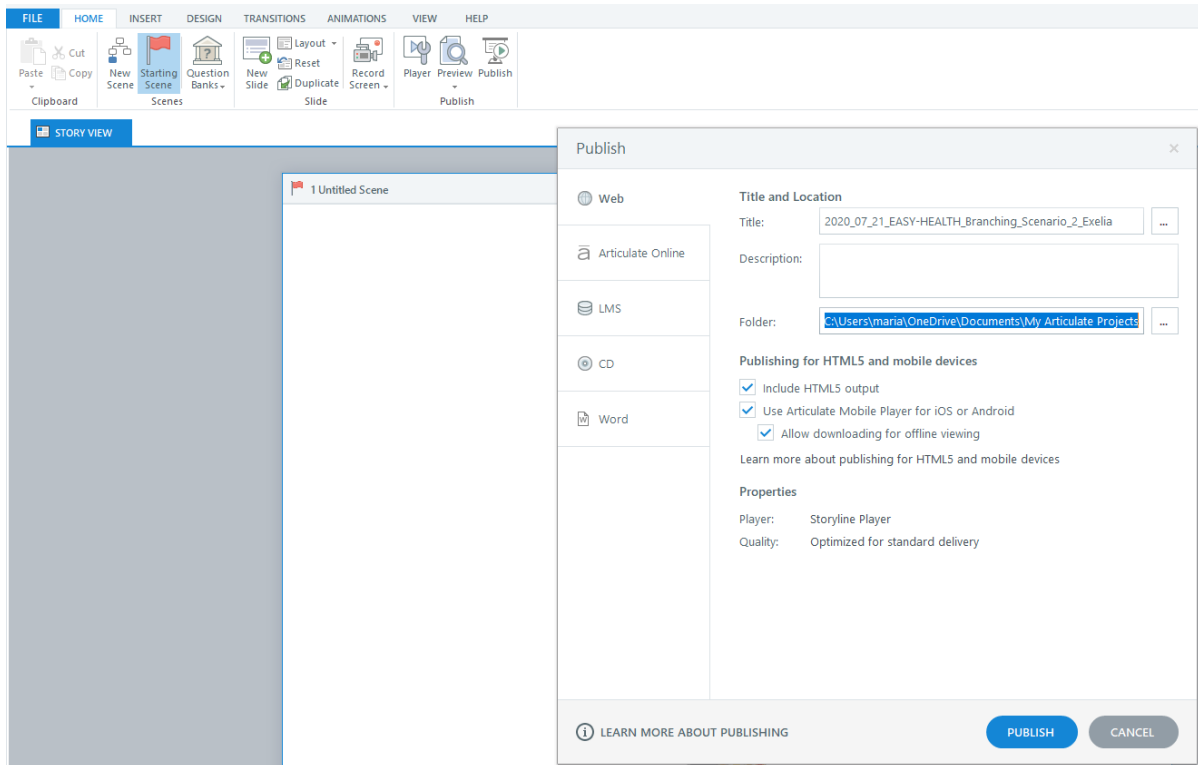 FILE HOME INSERT DESIGN TRANSITIONS ANIMATIONS VIEW HELP
Paste
Cut
Copy
Clipboard
New Scene
Starting Scene
Question Banks
Scenes
New Slide
Layout
Reset
Duplicate
Record Screen
Slide
Player
Preview
Publish
Publish
STORY VIEW
1 Untitled Scene
Publish
Web
Articulate Online
LMS
CD
Word
Title and Location
Title: 2020_07_21_EASY-HEALTH_Branching_Scenario_2_Exelia ...
Description:
Folder: C:\Users\maria\OneDrive\Documents\My Articulate Projects ...
Publishing for HTML5 and mobile devices
Include HTML5 output
Use Articulate Mobile Player for iOS or Android
Allow downloading for offline viewing
Learn more about publishing for HTML5 and mobile devices
Properties
Player: Storyline Player
Quality: Optimized for standard delivery
LEARN MORE ABOUT PUBLISHING
PUBLISH CANCEL